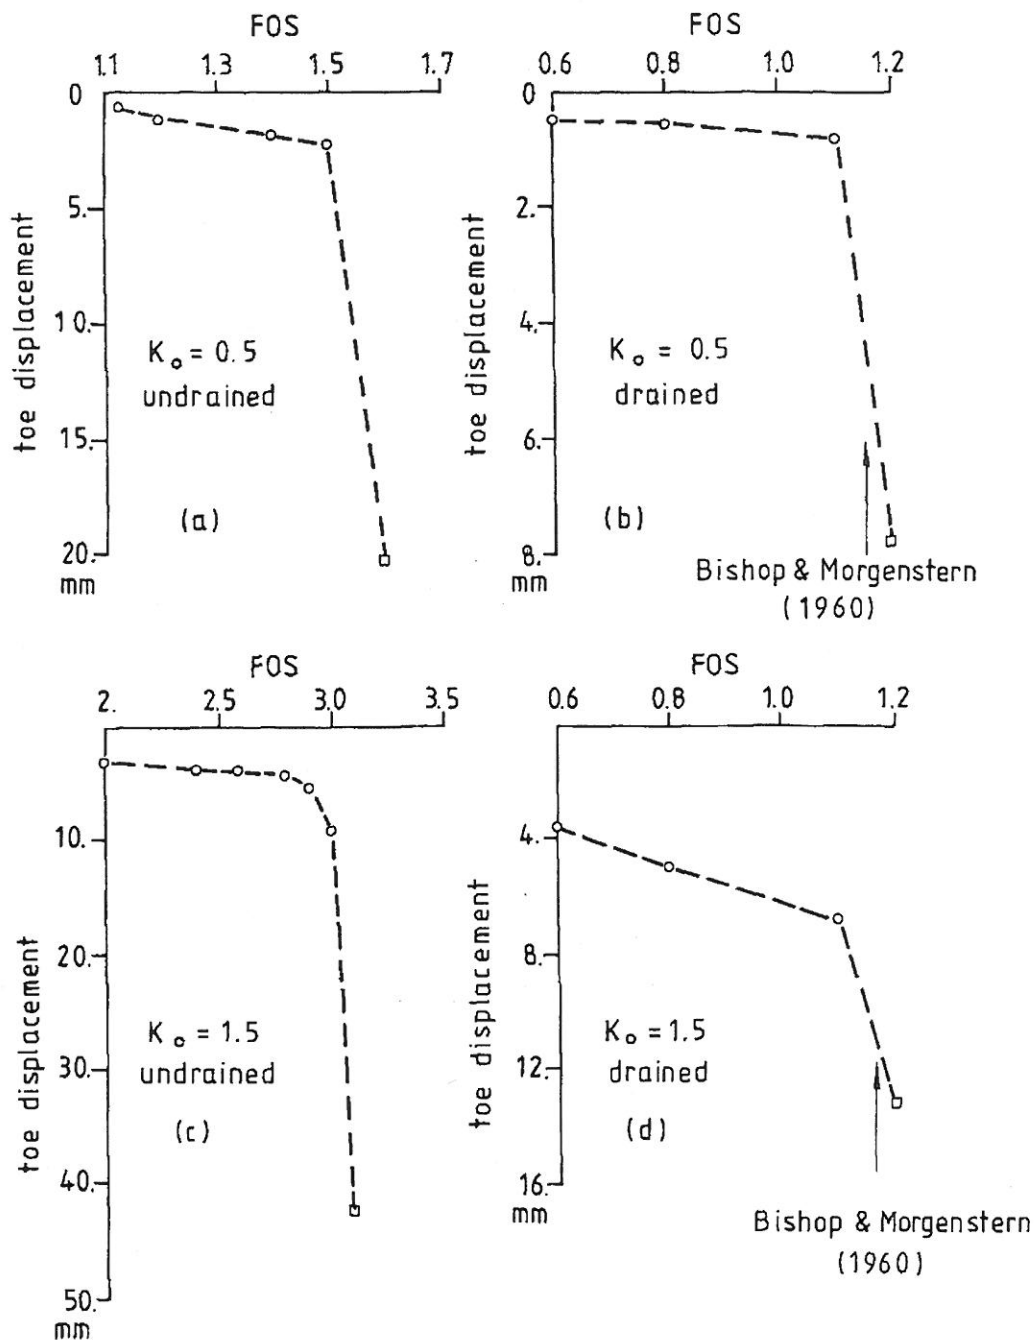 FOS
1.1 1.3 1.5 1.7
0
5.
10.
15.
20.
mm
toe displacement
Ko = 0.5
undrained
(a)
FOS
0.6 0.8 1.0 1.2
0
2.
4.
6.
8.
mm
toe displacement
Ko = 0.5
drained
(b)
Bishop & Morgenstern
(1960)
FOS
2. 2.5 3.0 3.5
10.
20.
30.
40.
50.
mm
toe displacement
Ko = 1.5
undrained
(c)
FOS
0.6 0.8 1.0 1.2
4.
8.
12.
16.
mm
toe displacement
Ko = 1.5
drained
(d)
Bishop & Morgenstern
(1960)